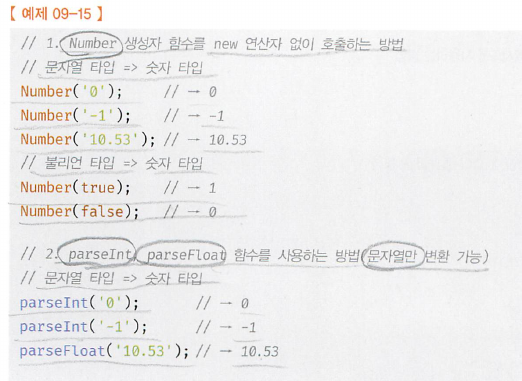 【 예제 09-15 】
// 1. Number 생성자 함수를 new 연산자 없이 호출하는 방법
// 문자열 타입 => 숫자 타입
Number('0'); // → 0
Number('-1'); // → -1
Number('10.53'); // → 10.53
// 불리언 타입 => 숫자 타입
Number(true); // → 1
Number(false); // → 0
// 2. parseInt, parseFloat 함수를 사용하는 방법(문자열만 변환 가능)
// 문자열 타입 => 숫자 타입
parseInt('0'); // → 0
parseInt('-1'); // → -1
parseFloat('10.53'); // → 10.53